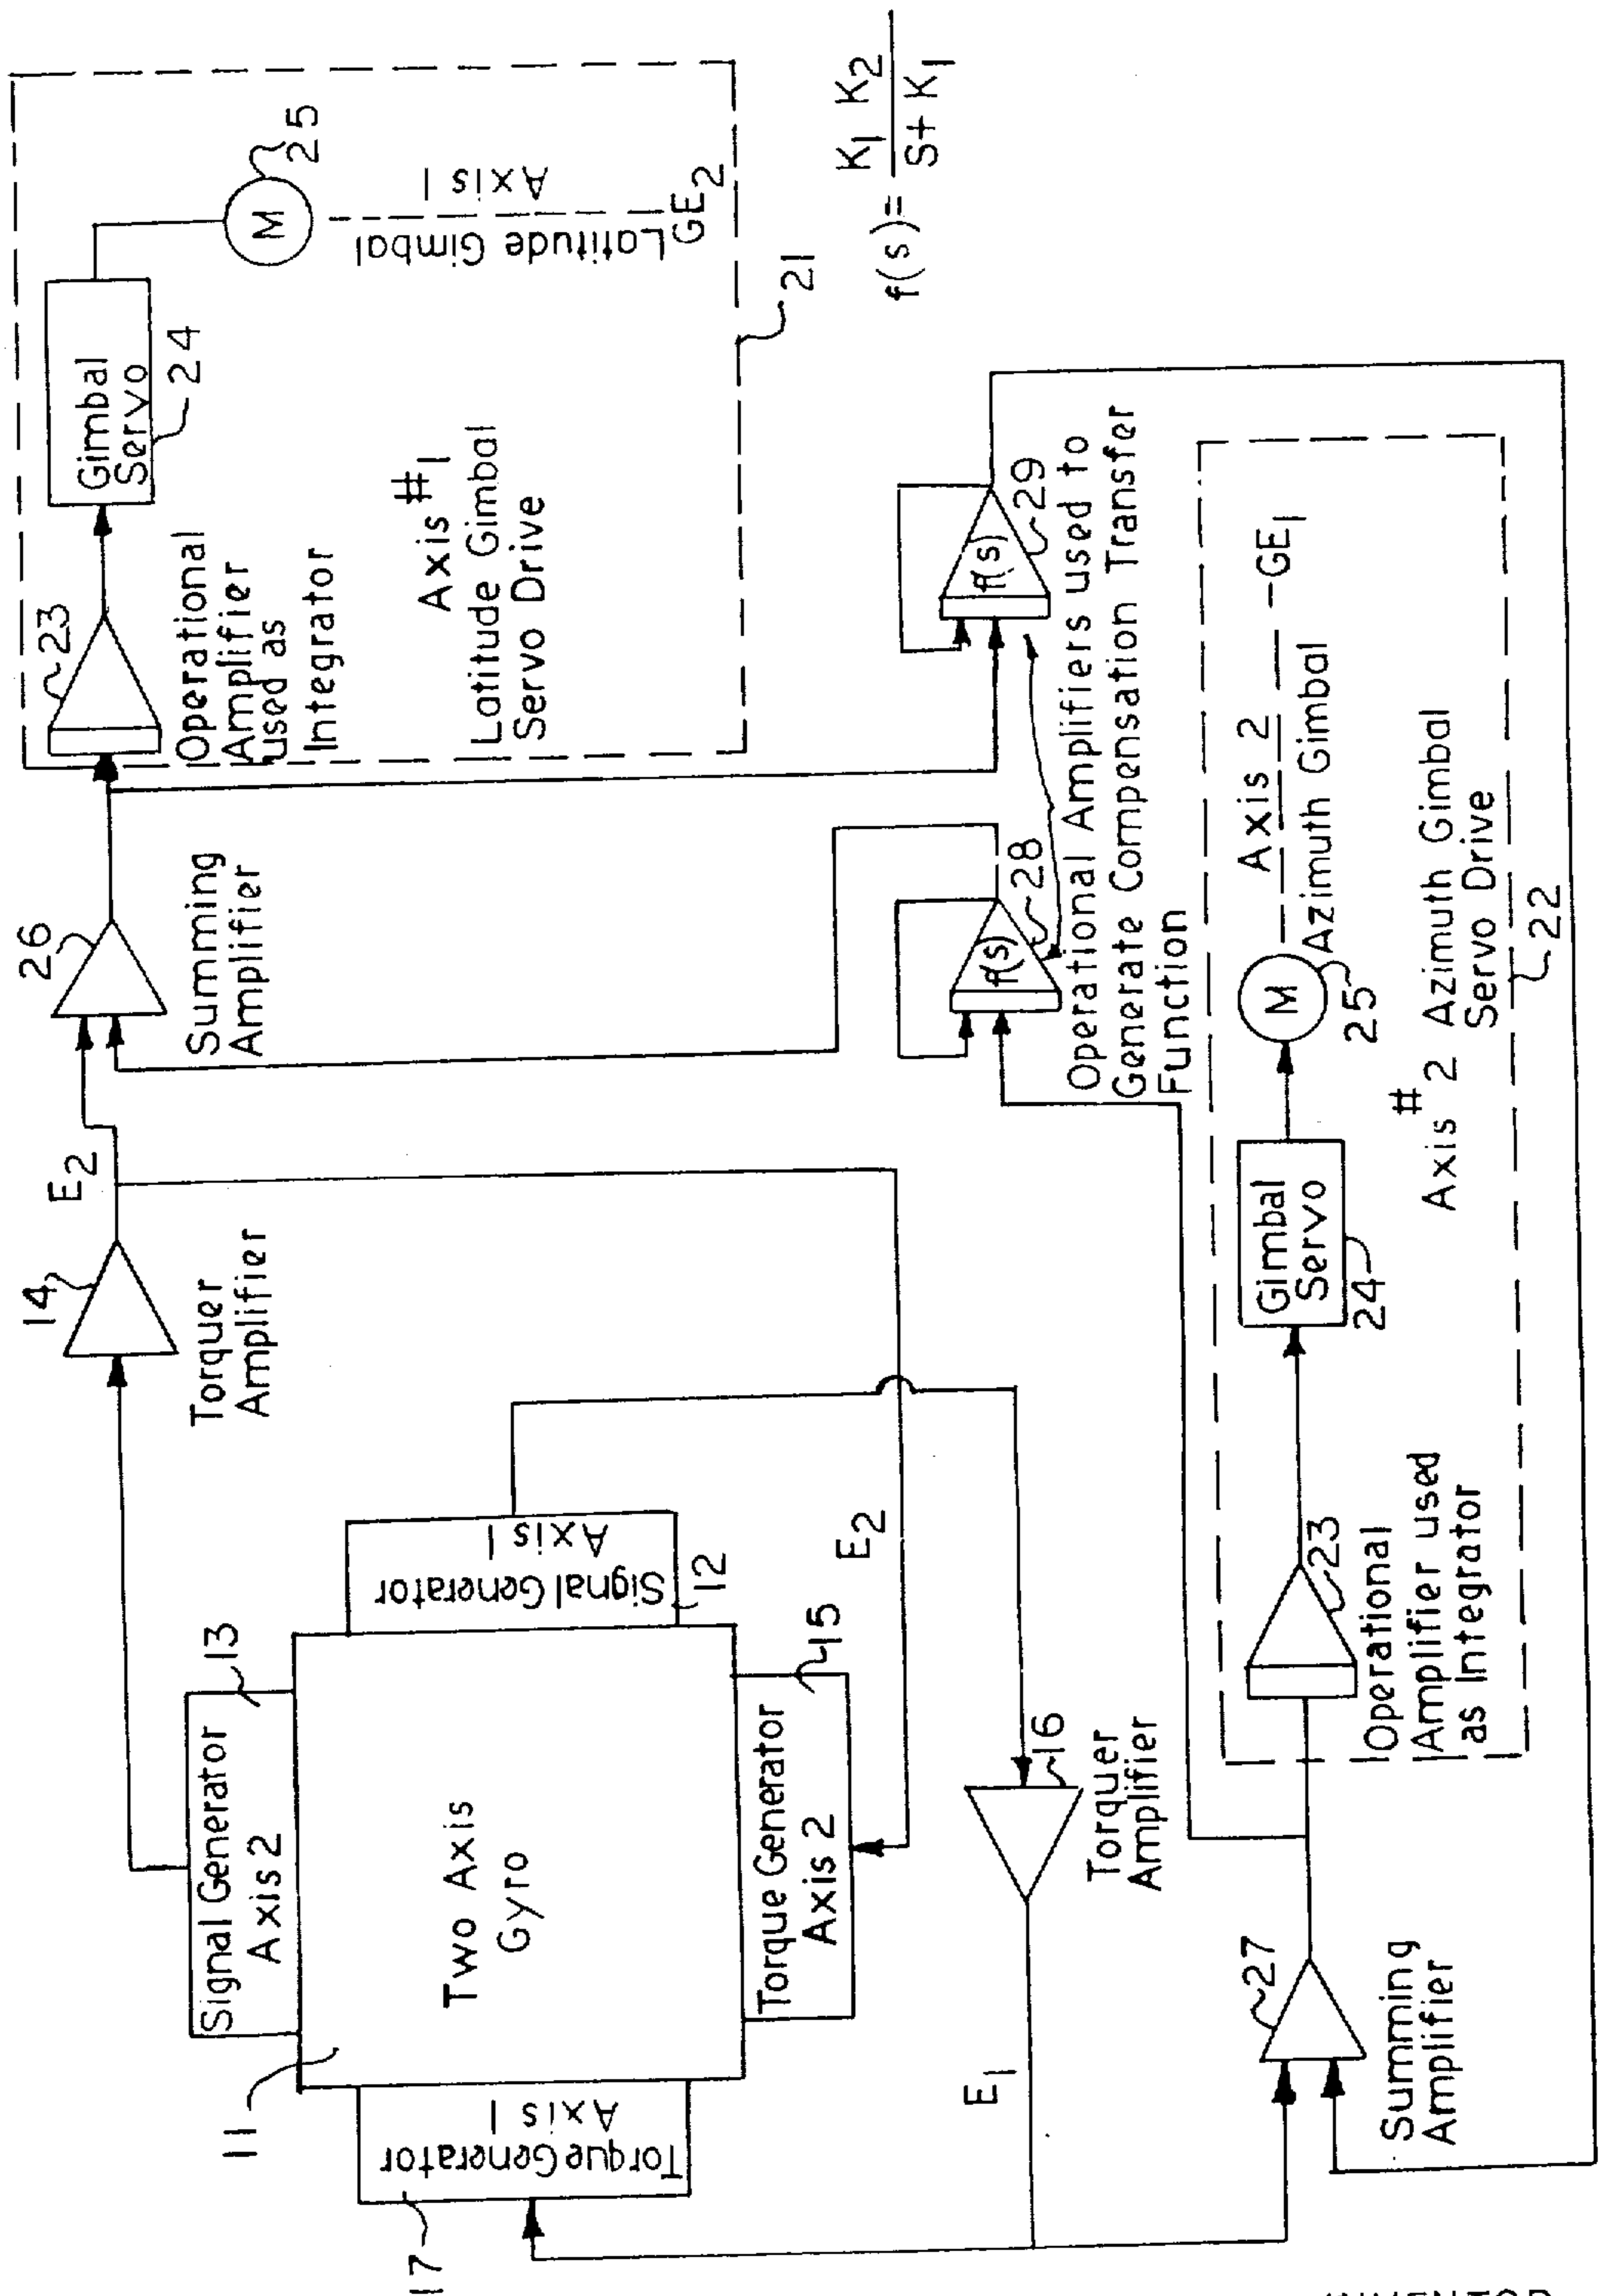 Signal Generator
Axis 2
13
Two Axis
Gyro
11
Torque Generator
Axis 1
17
Signal Generator
Axis 1
12
Torque Generator
Axis 2
15
14
Torquer
Amplifier
E2
E2
16
Torquer
Amplifier
E1
26
Summing
Amplifier
23
Operational
Amplifier
used as
Integrator
Gimbal
Servo
24
M
25
Latitude Gimbal
Axis 1
GE2
Axis #1
Latitude Gimbal
Servo Drive
21
f(s)= K1 K2
S+ K1
f(s)
28
f(s)
29
Operational Amplifiers used to
Generate Compensation Transfer
Function
27
Summing
Amplifier
23
Operational
Amplifier used
as Integrator
Gimbal
Servo
24
M
25
Axis 2
Azimuth Gimbal
GE1
Axis #2 Azimuth Gimbal
Servo Drive
22